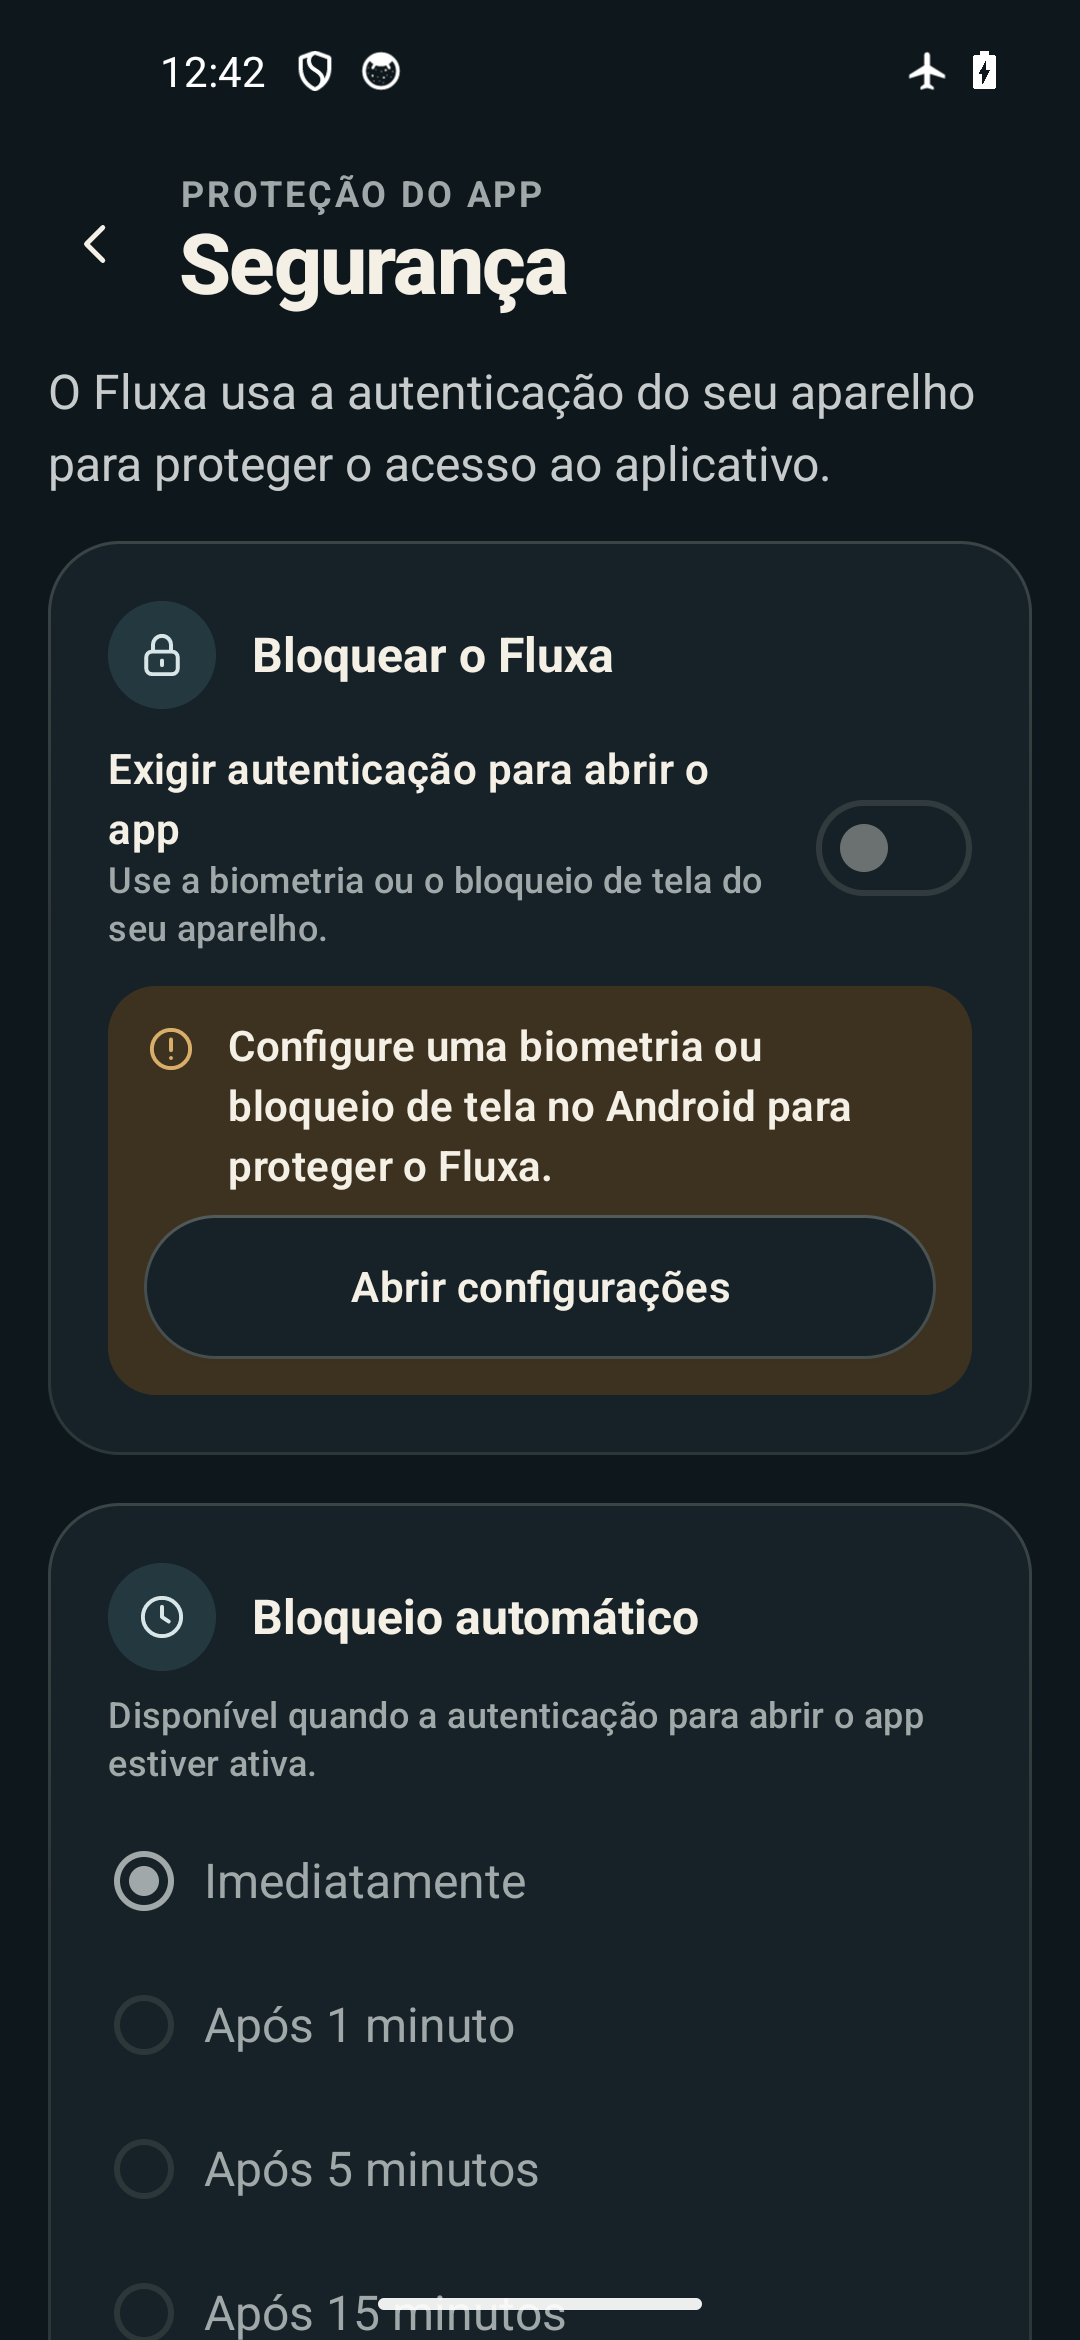 12:42
PROTEÇÃO DO APP
Segurança
O Fluxa usa a autenticação do seu aparelho
para proteger o acesso ao aplicativo.
Bloquear o Fluxa
Exigir autenticação para abrir o
app
Use a biometria ou o bloqueio de tela do
seu aparelho.
Configure uma biometria ou
bloqueio de tela no Android para
proteger o Fluxa.
Abrir configurações
Bloqueio automático
Disponível quando a autenticação para abrir o app
estiver ativa.
Imediatamente
Após 1 minuto
Após 5 minutos
Após 15 minutos